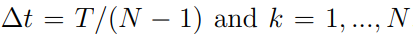 Δt = T/(N − 1) and k = 1, ..., N